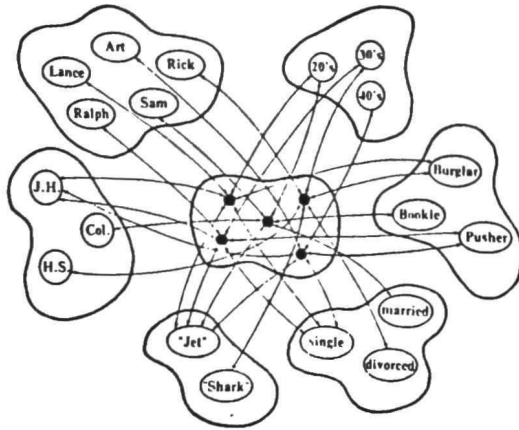 Art
Rick
Lance
Sam
Ralph
20's
30's
40's
J.H.
Col.
H.S.
Burglar
Bookie
Pusher
"Jet"
"Shark"
single
married
divorced